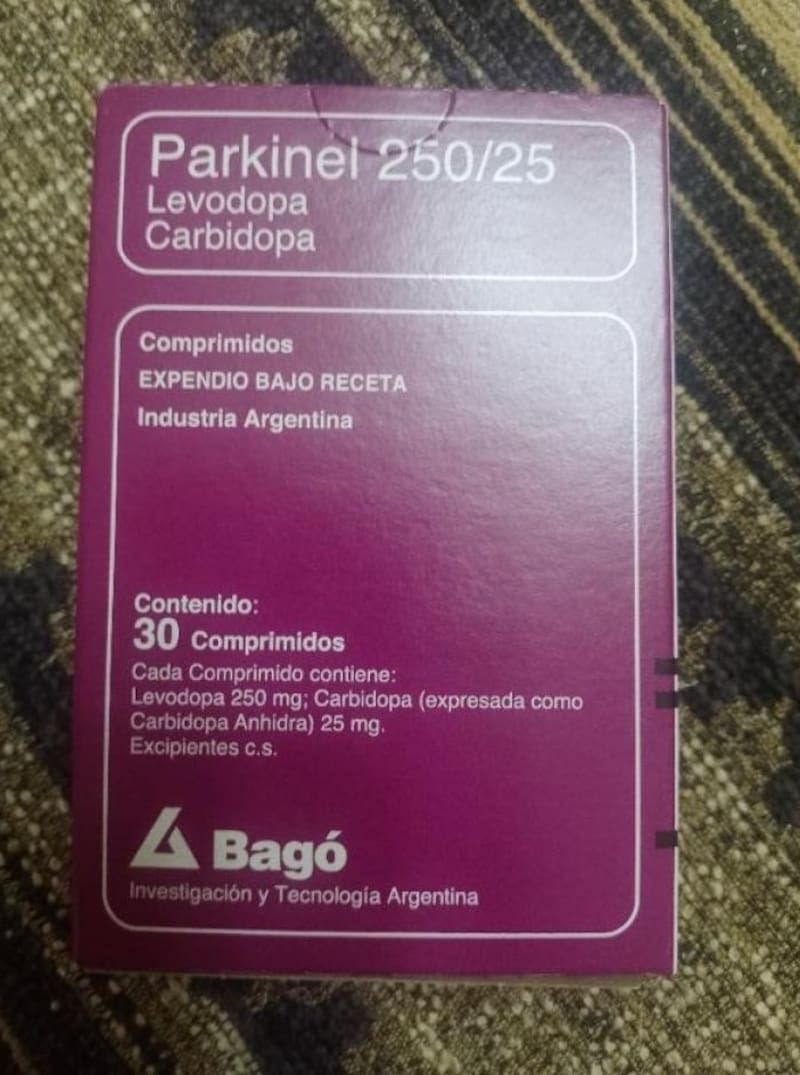 Parkinel 250/25
Levodopa
Carbidopa
Comprimidos
EXPENDIO BAJO RECETA
Industria Argentina
Contenido:
30 Comprimidos
Cada Comprimido contiene:
Levodopa 250 mg; Carbidopa (expresada como
Carbidopa Anhidra) 25 mg.
Excipientes c.s.
Bagó
Investigación y Tecnología Argentina